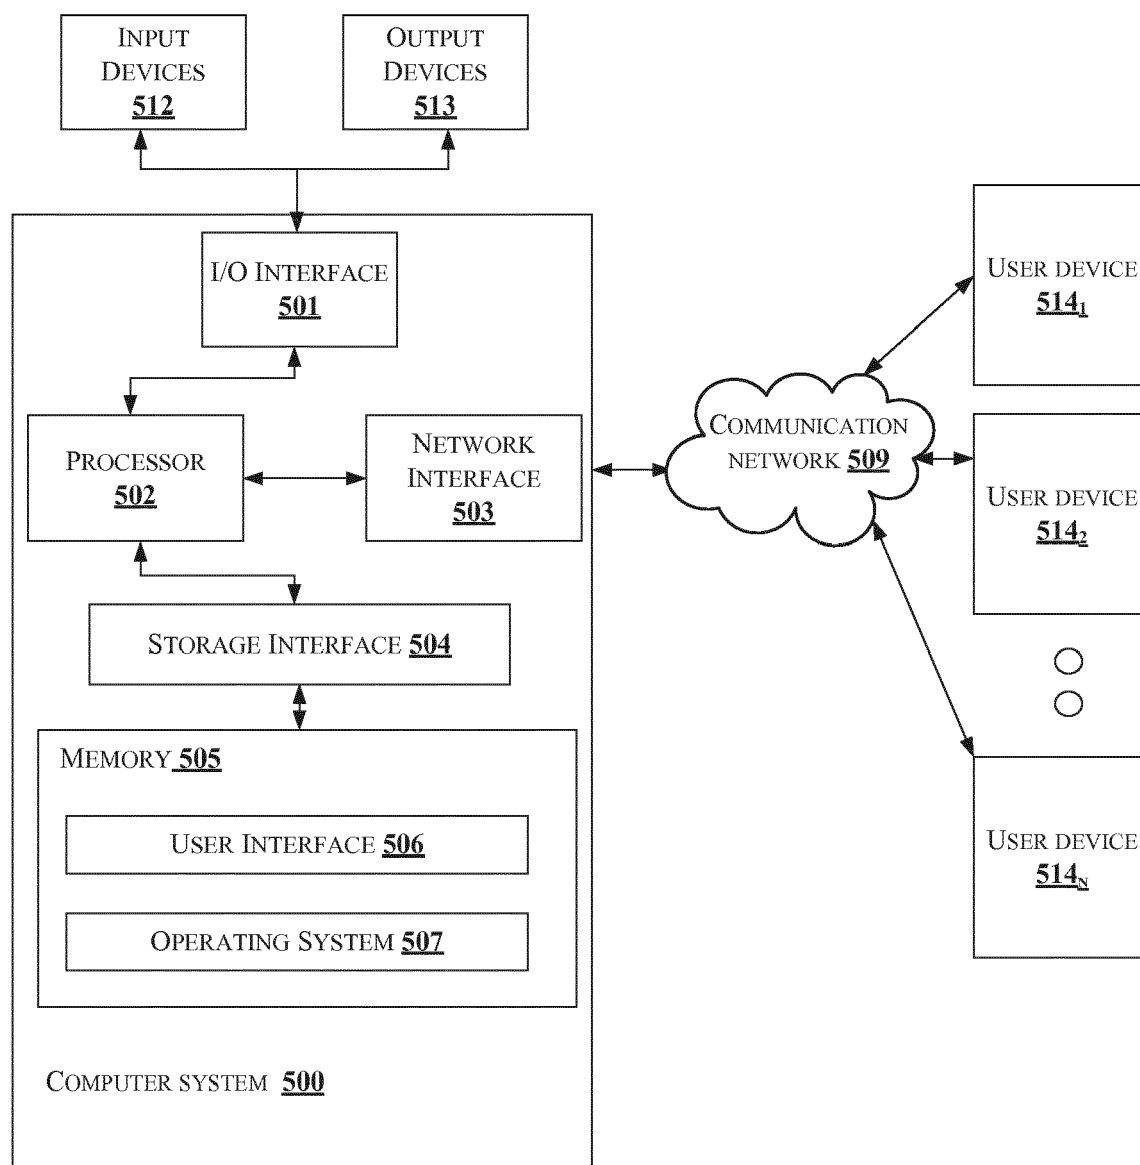 INPUT
DEVICES
512
OUTPUT
DEVICES
513
I/O INTERFACE
501
PROCESSOR
502
NETWORK
INTERFACE
503
STORAGE INTERFACE 504
MEMORY 505
USER INTERFACE 506
OPERATING SYSTEM 507
COMPUTER SYSTEM 500
COMMUNICATION
NETWORK 509
USER DEVICE
514₁
USER DEVICE
514₂
USER DEVICE
514ₙ